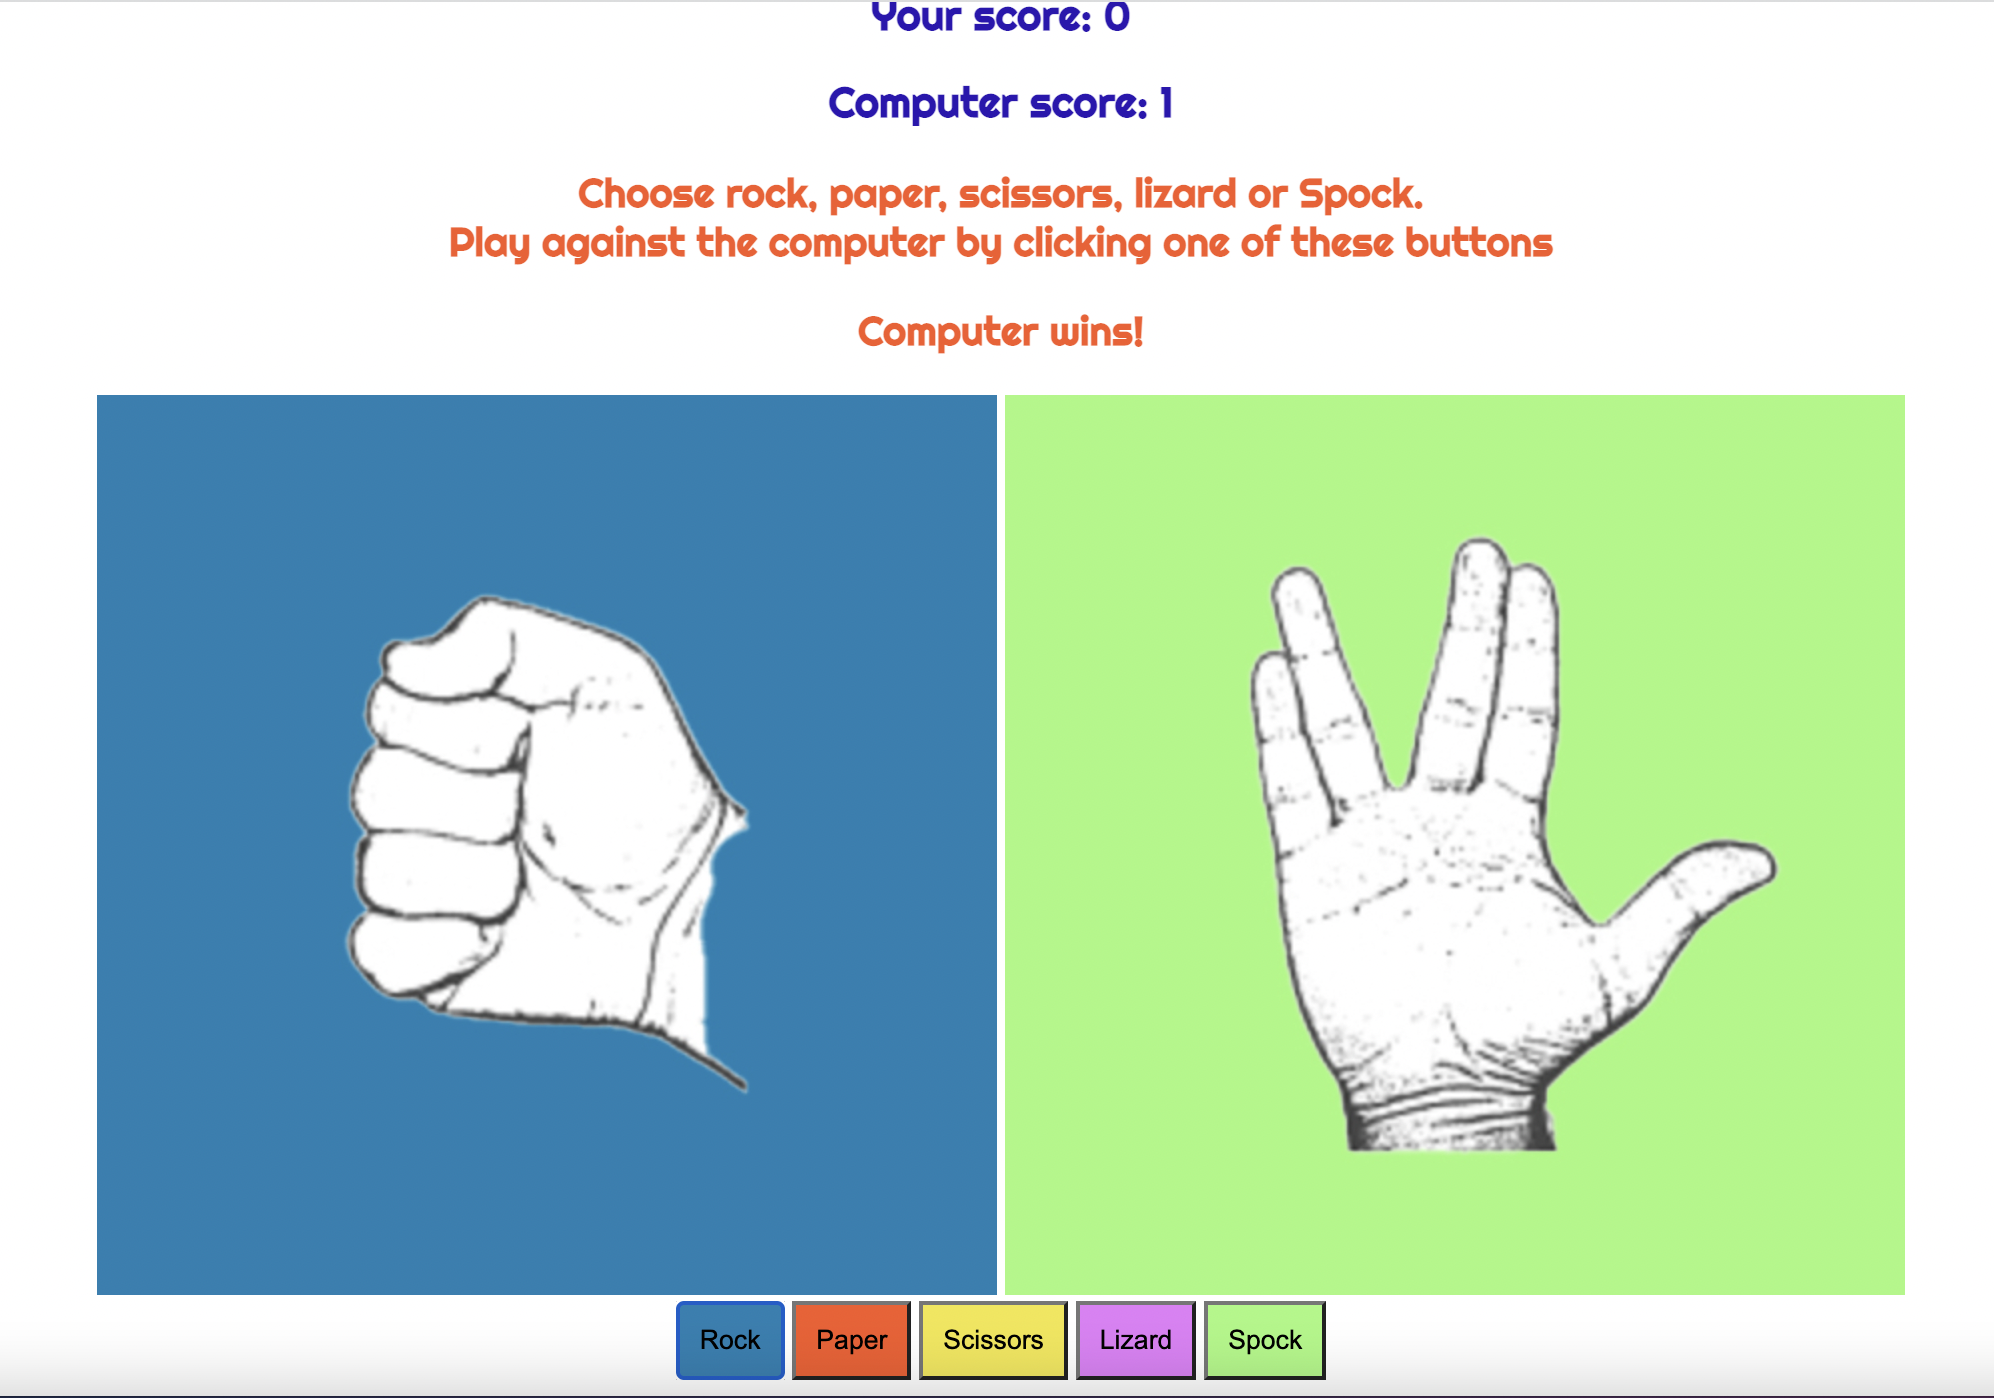 Your score: 0
Computer score: 1
Choose rock, paper, scissors, lizard or Spock.
Play against the computer by clicking one of these buttons
Computer wins!
Rock
Paper
Scissors
Lizard
Spock